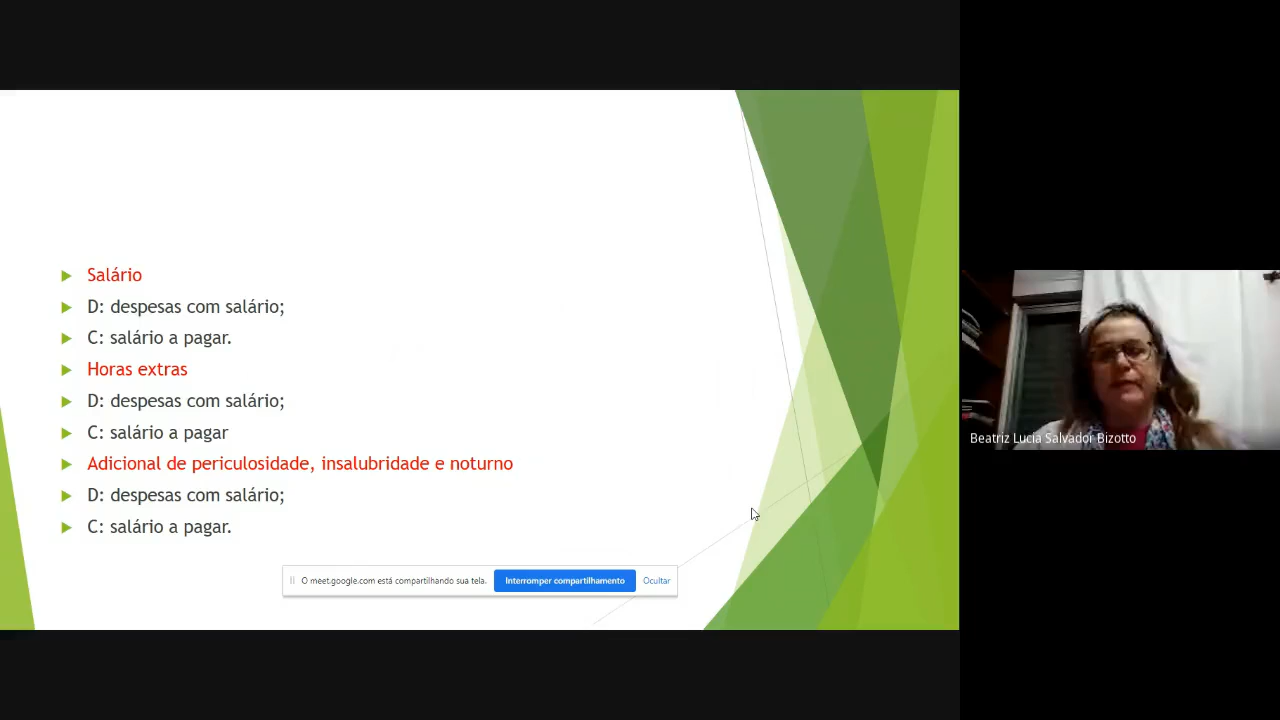 Salário
D: despesas com salário;
C: salário a pagar.
Horas extras
D: despesas com salário;
C: salário a pagar
Adicional de periculosidade, insalubridade e noturno
D: despesas com salário;
C: salário a pagar.
O meet.google.com está compartilhando sua tela. Interromper compartilhamento Ocultar
Beatriz Lucia Salvador Bizotto